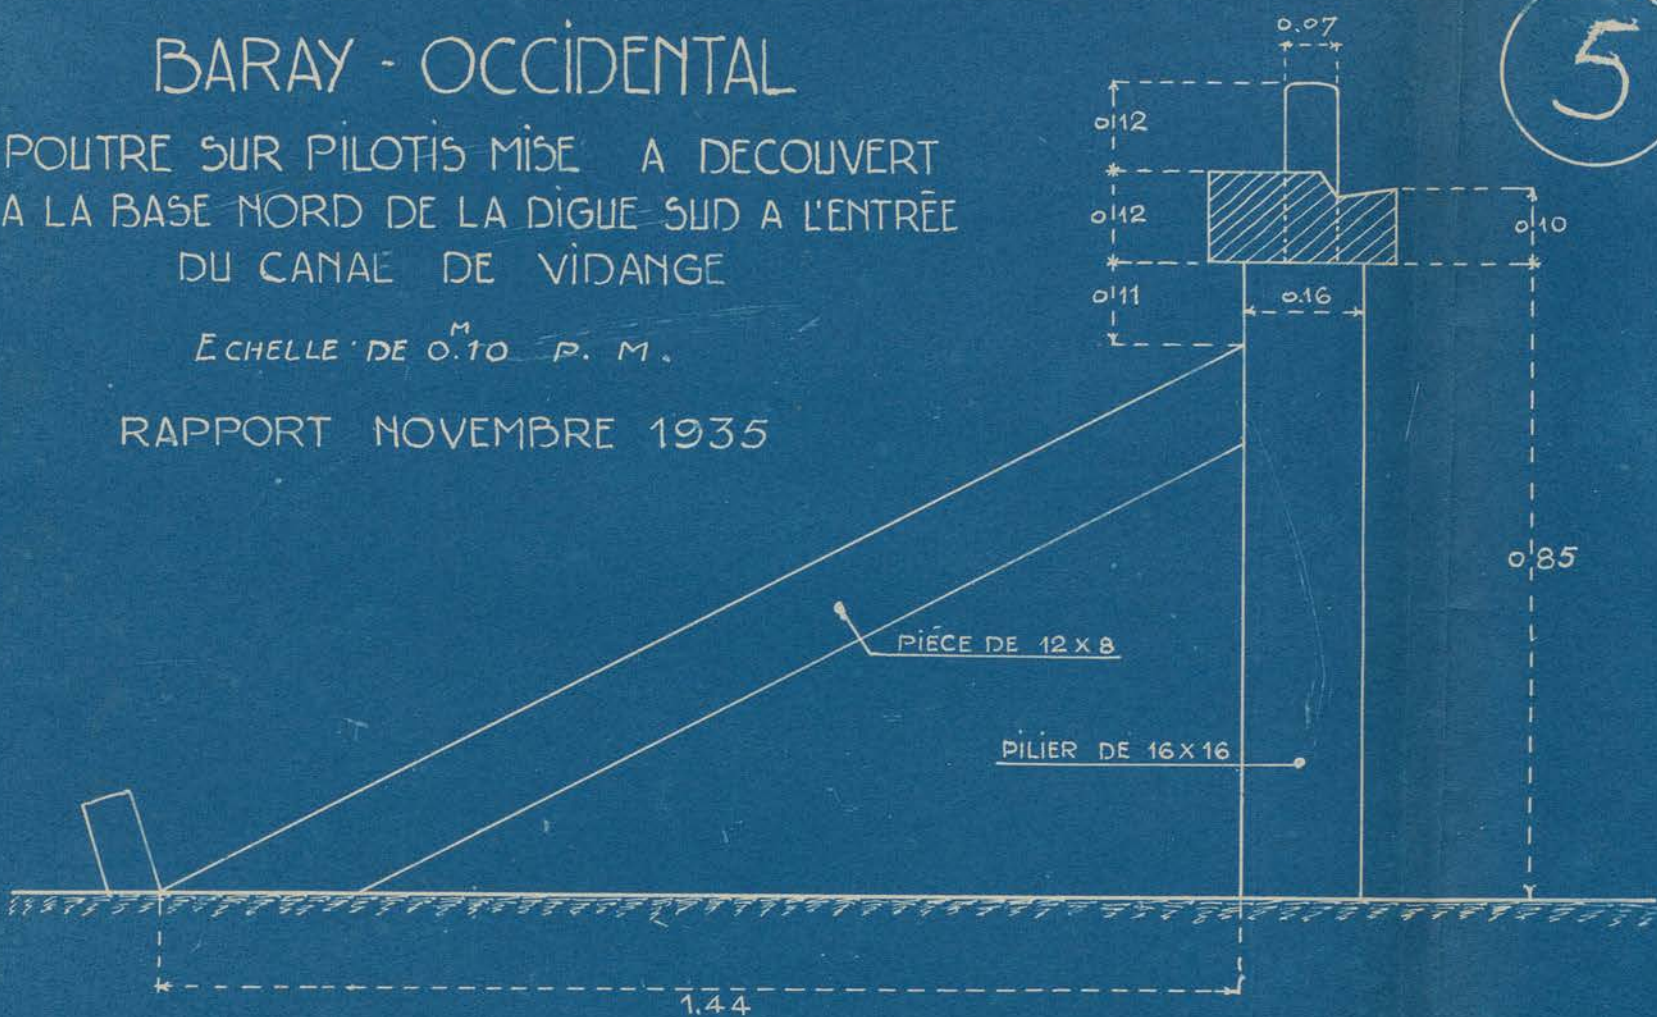 BARAY - OCCIDENTAL
POUTRE SUR PILOTIS MISE A DECOUVERT
A LA BASE NORD DE LA DIGUE SUD A L'ENTRÉE
DU CANAL DE VIDANGE
ECHELLE DE 0.M10 P. M.
RAPPORT NOVEMBRE 1935
5
0.07
0.12
0.12
0.10
0.11
0.16
0.85
PIÉCE DE 12 X 8
PILIER DE 16 X 16
1.44